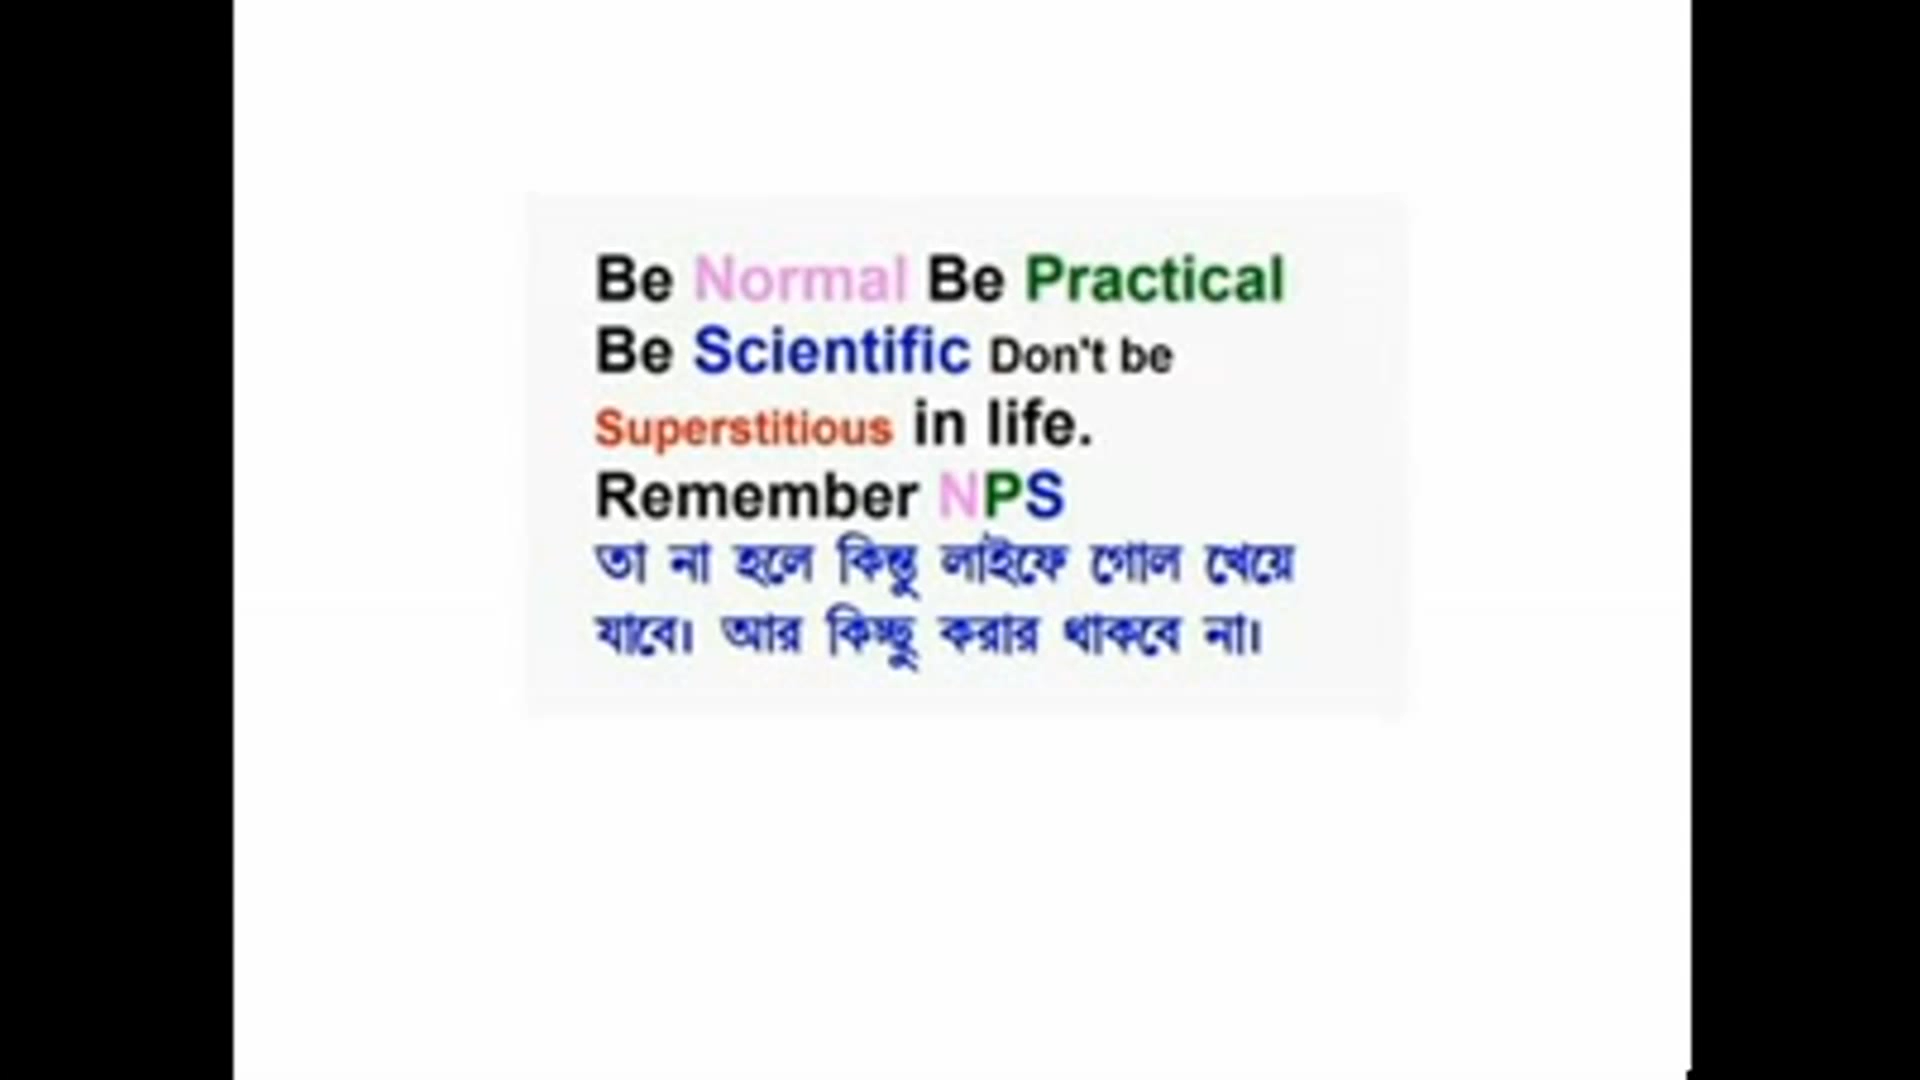 Be Normal Be Practical
Be Scientific Don't be
Superstitious in life.
Remember NPS
তা না হলে কিন্তু লাইফে গোল খেয়ে
যাবে। আর কিচ্ছু করার থাকবে না।